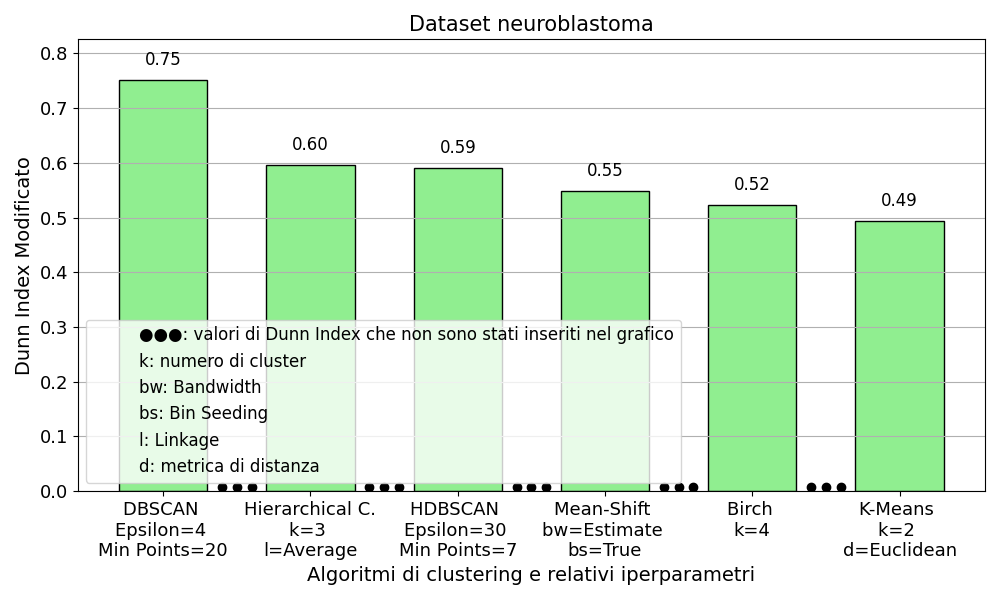 Dataset neuroblastoma
Dunn Index Modificato
0.8
0.7
0.6
0.5
0.4
0.3
0.2
0.1
0.0
0.75
0.60
0.59
0.55
0.52
0.49
●●●: valori di Dunn Index che non sono stati inseriti nel grafico
k: numero di cluster
bw: Bandwidth
bs: Bin Seeding
l: Linkage
d: metrica di distanza
DBSCAN
Epsilon=4
Min Points=20
Hierarchical C.
k=3
l=Average
HDBSCAN
Epsilon=30
Min Points=7
Mean-Shift
bw=Estimate
bs=True
Birch
k=4
K-Means
k=2
d=Euclidean
Algoritmi di clustering e relativi iperparametri